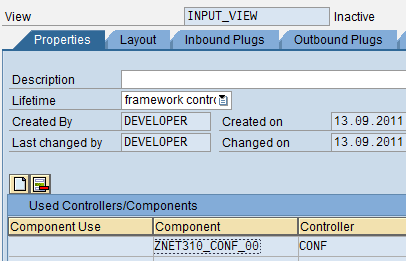 View INPUT_VIEW Inactive
Properties Layout Inbound Plugs Outbound Plugs
Description
Lifetime framework contro
Created By DEVELOPER Created on 13.09.2011
Last changed by DEVELOPER Changed on 13.09.2011
Used Controllers/Components
Component Use Component Controller
ZNET310_CONF_00 CONF